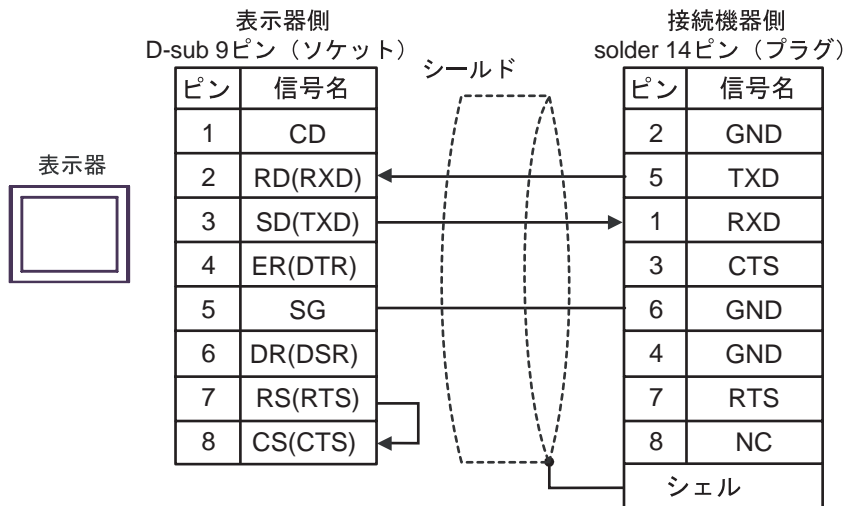 表示器側
D-sub 9ピン（ソケット）
ピン 信号名
1 CD
2 RD(RXD)
3 SD(TXD)
4 ER(DTR)
5 SG
6 DR(DSR)
7 RS(RTS)
8 CS(CTS)
表示器
シールド
接続機器側
solder 14ピン（プラグ）
ピン 信号名
2 GND
5 TXD
1 RXD
3 CTS
6 GND
4 GND
7 RTS
8 NC
シェル